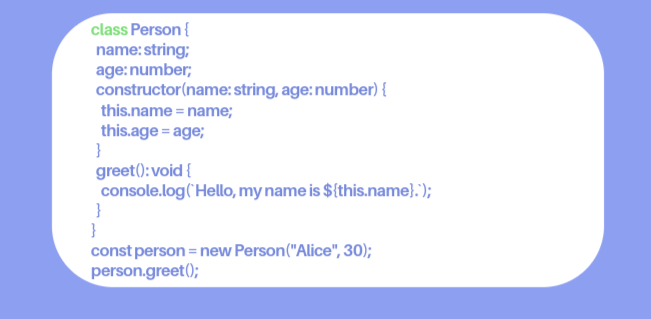 class Person {
name: string;
age: number;
constructor(name: string, age: number) {
this.name = name;
this.age = age;
}
greet(): void {
console.log(`Hello, my name is ${this.name}.`);
}
}
const person = new Person("Alice", 30);
person.greet();